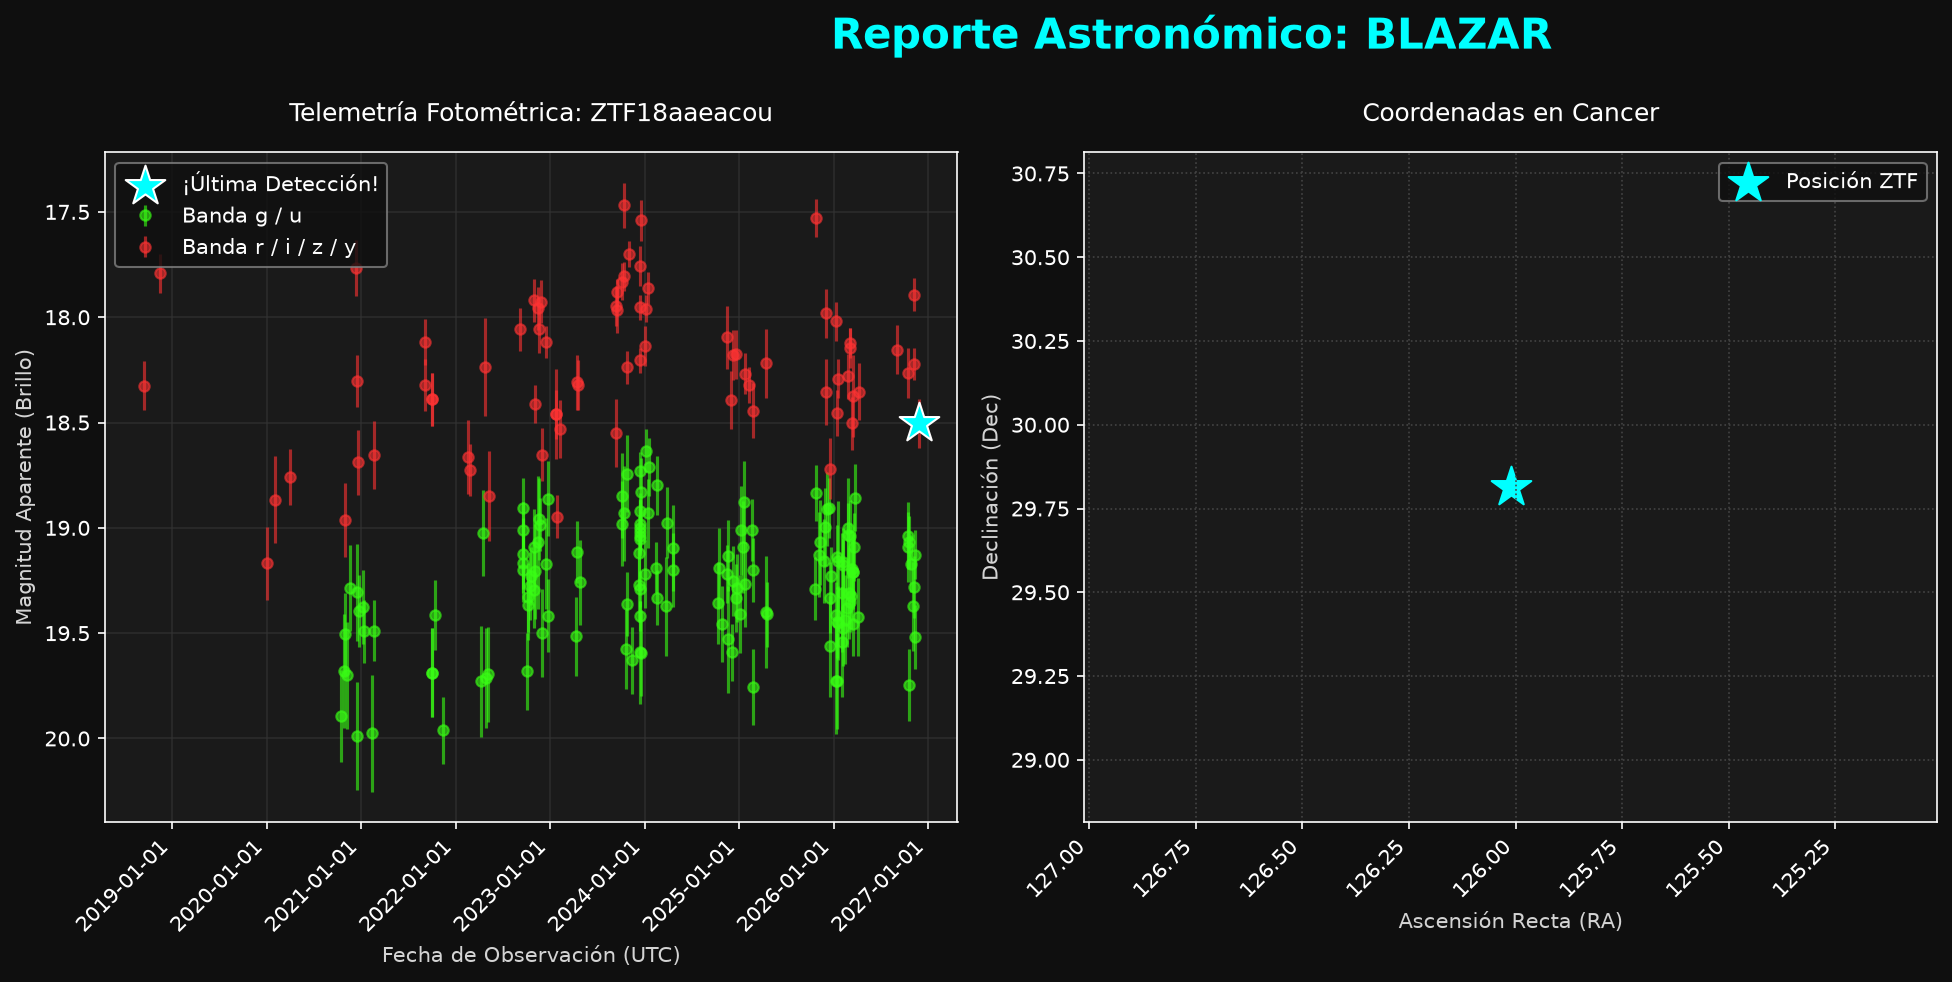 Reporte Astronómico: BLAZAR
Telemetría Fotométrica: ZTF18aaeacou
¡Última Detección!
Banda g / u
Banda r / i / z / y
Magnitud Aparente (Brillo)
17.5
18.0
18.5
19.0
19.5
20.0
2019-01-01
2020-01-01
2021-01-01
2022-01-01
2023-01-01
2024-01-01
2025-01-01
2026-01-01
2027-01-01
Fecha de Observación (UTC)
Coordenadas en Cancer
Posición ZTF
Declinación (Dec)
30.75
30.50
30.25
30.00
29.75
29.50
29.25
29.00
127.00
126.75
126.50
126.25
126.00
125.75
125.50
125.25
Ascensión Recta (RA)